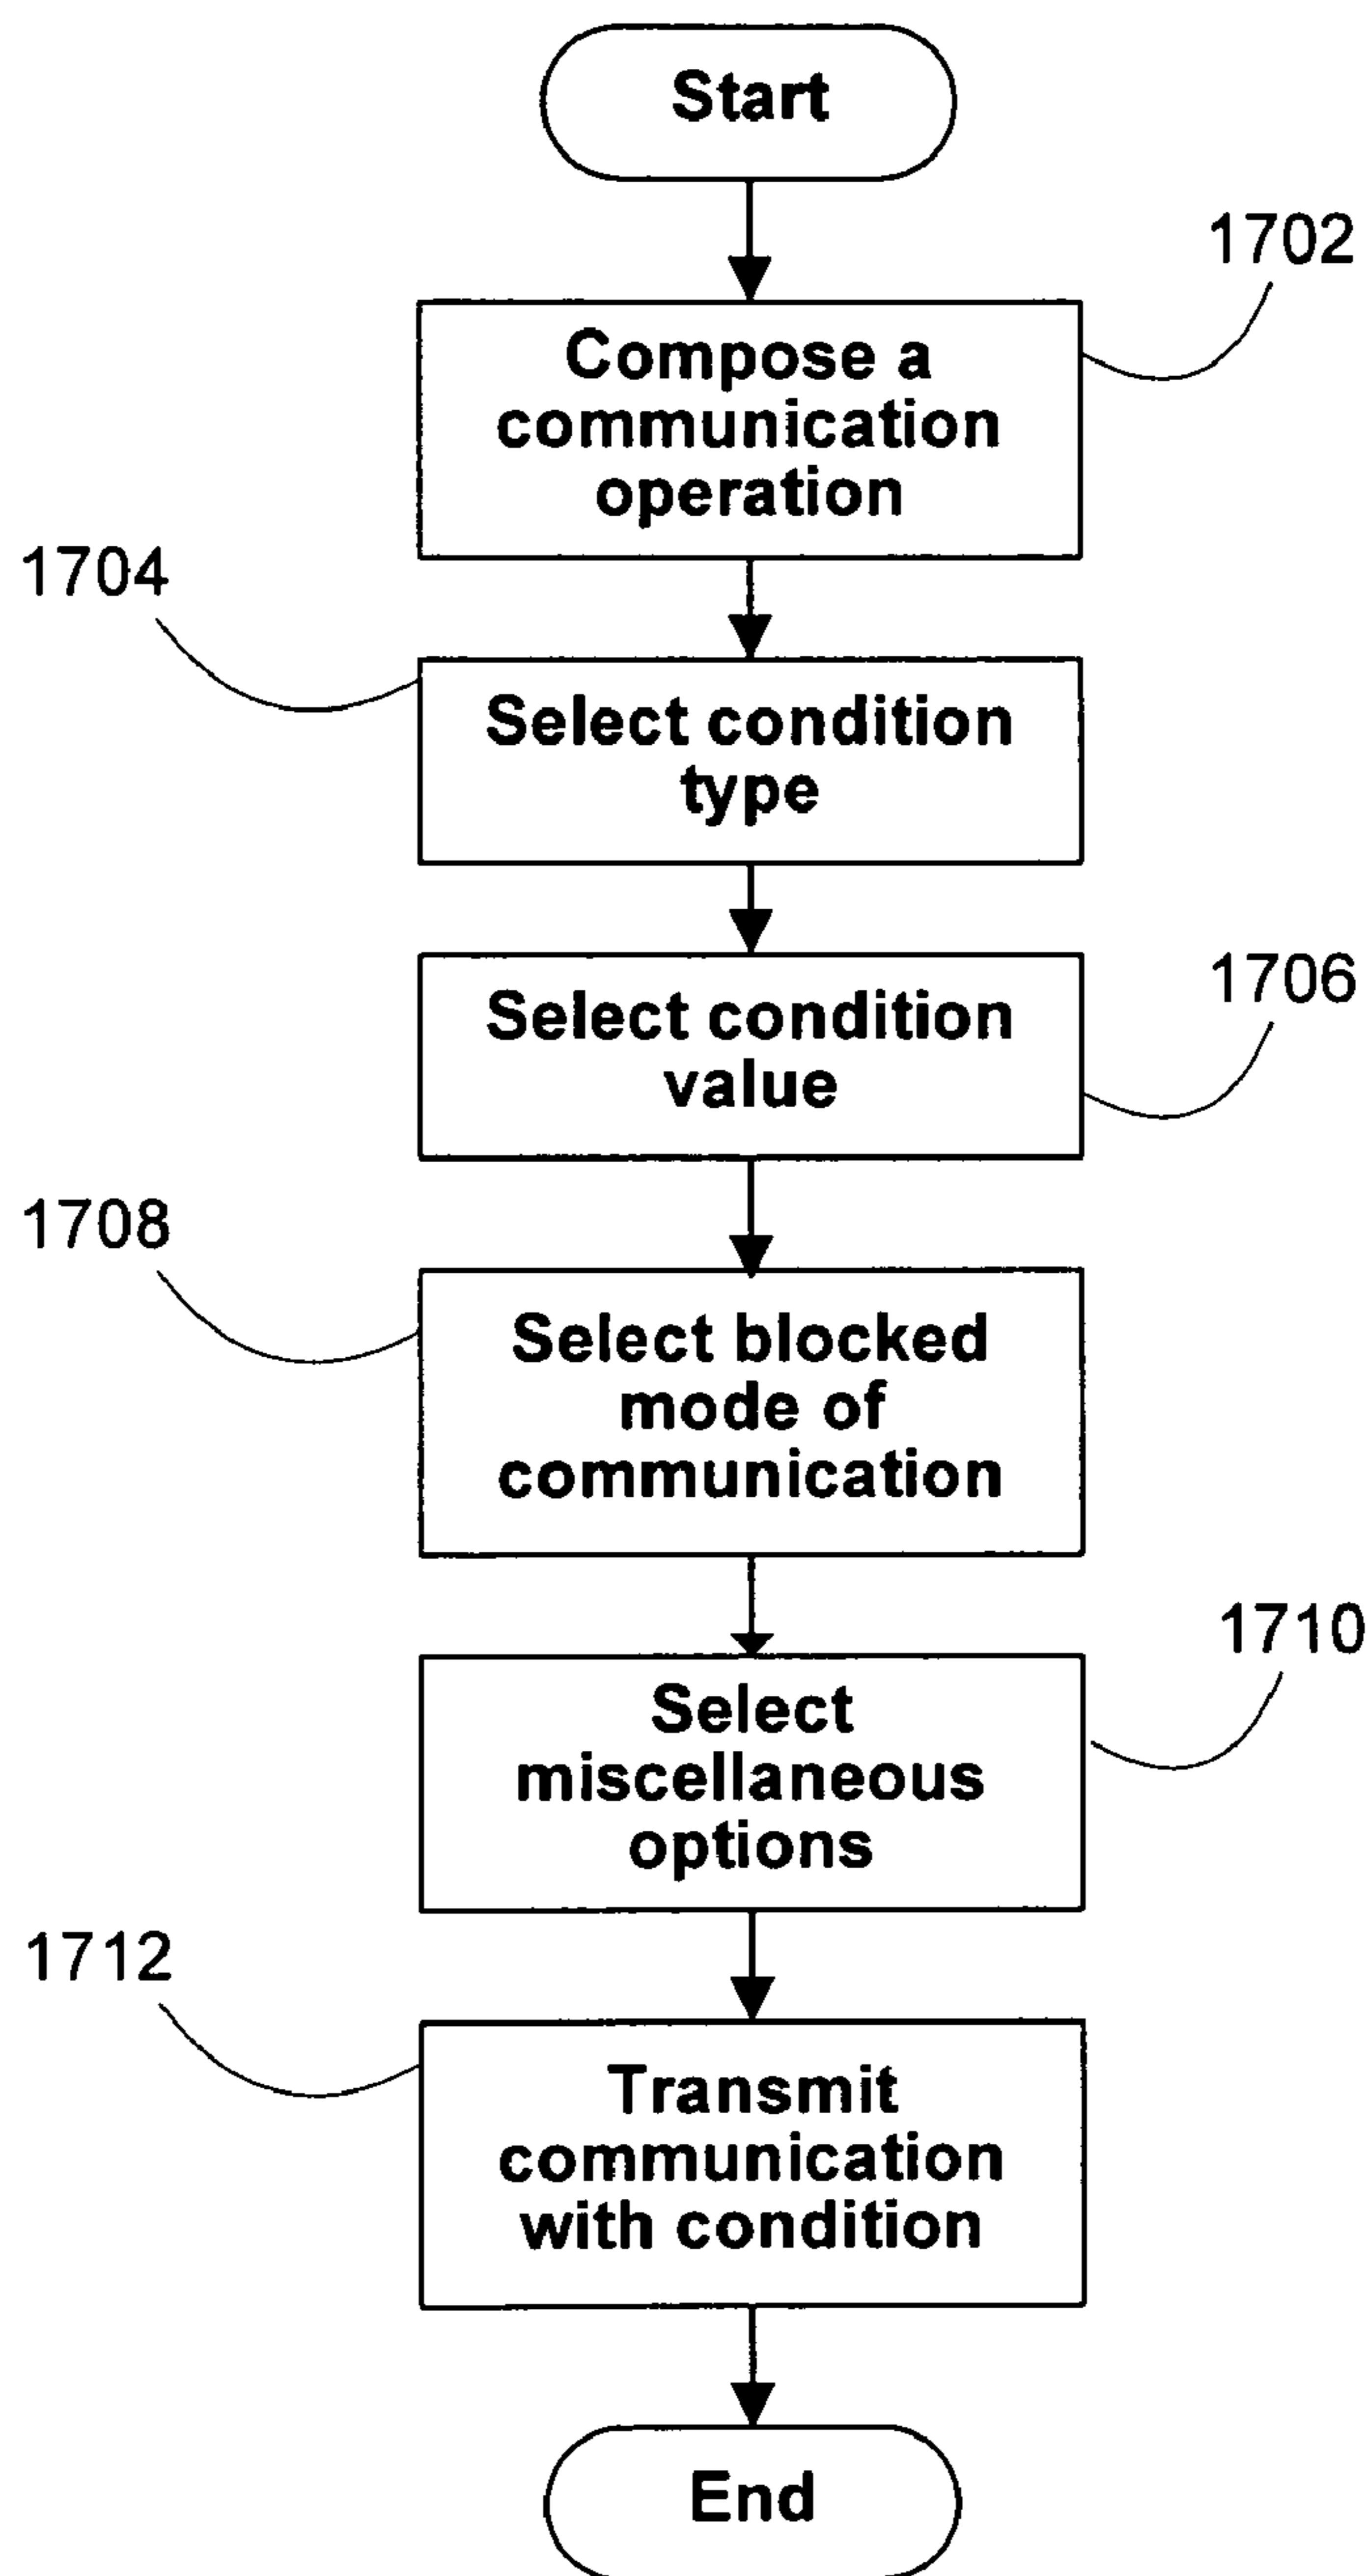 Start
1702
Compose a
communication
operation
1704
Select condition
type
1706
Select condition
value
1708
Select blocked
mode of
communication
1710
Select
miscellaneous
options
1712
Transmit
communication
with condition
End